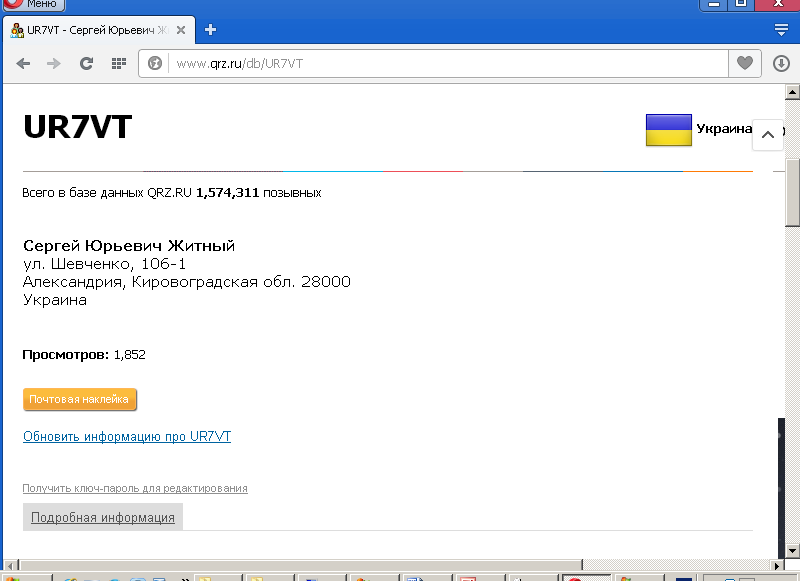 Меню
UR7VT - Сергей Юрьевич Ж
www.qrz.ru/db/UR7VT
UR7VT
Украина
Всего в базе данных QRZ.RU 1,574,311 позывных
Сергей Юрьевич Житный
ул. Шевченко, 106-1
Александрия, Кировоградская обл. 28000
Украина
Просмотров: 1,852
Почтовая наклейка
Обновить информацию про UR7VT
Получить ключ-пароль для редактирования
Подробная информация